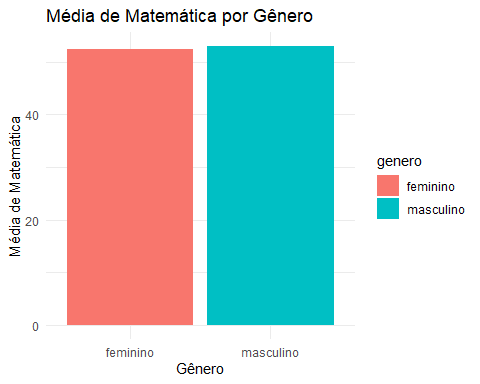 Média de Matemática por Gênero
Média de Matemática
40
20
0
feminino
masculino
Gênero
genero
feminino
masculino